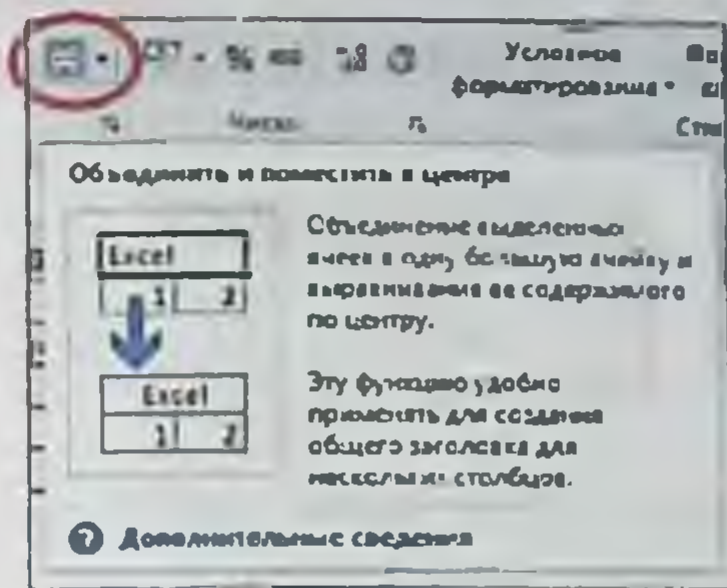 % 000
Условное
форматирование
Число
Объединить и поместить в центре
Excel
1 2
Excel
1 2
Объединение выделенных
ячеек в одну большую ячейку и
выравнивание ее содержимого
по центру.
Эту функцию удобно
применять для создания
общего заголовка для
нескольких столбцов.
? Дополнительные сведения